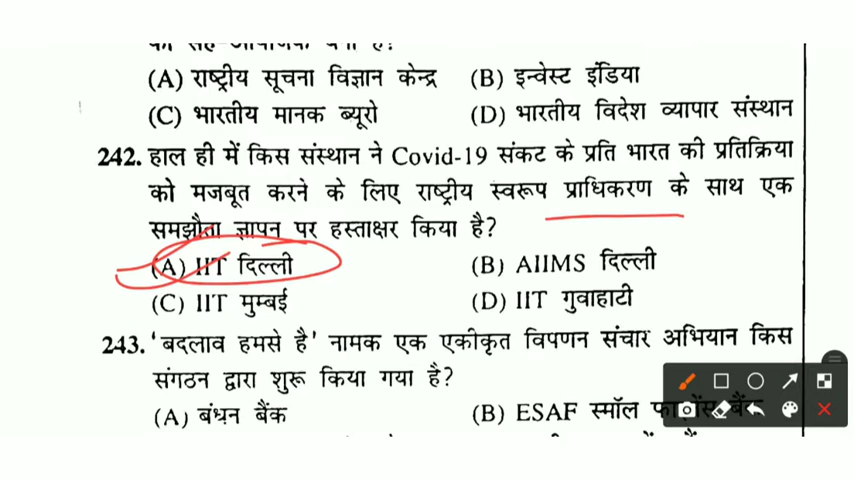 (A) राष्ट्रीय सूचना विज्ञान केन्द्र (B) इन्वेस्ट इंडिया
(C) भारतीय मानक ब्यूरो (D) भारतीय विदेश व्यापार संस्थान
242. हाल ही में किस संस्थान ने Covid-19 संकट के प्रति भारत की प्रतिक्रिया
को मजबूत करने के लिए राष्ट्रीय स्वरूप प्राधिकरण के साथ एक
समझौता ज्ञापन पर हस्ताक्षर किया है?
(A) IIT दिल्ली (B) AIIMS दिल्ली
(C) IIT मुम्बई (D) IIT गुवाहाटी
243. 'बदलाव हमसे है' नामक एक एकीकृत विपणन संचार अभियान किस
संगठन द्वारा शुरू किया गया है?
(A) बंधन बैंक (B) ESAF स्मॉल